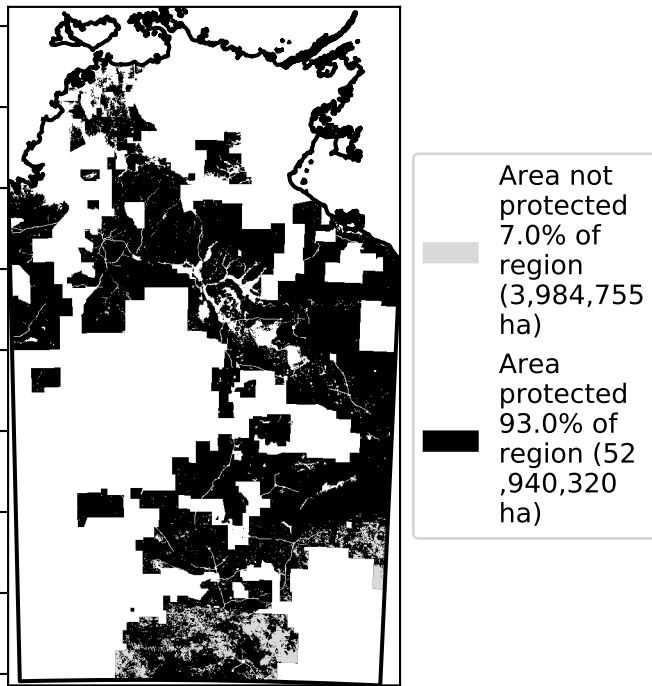 Area not
protected
7.0% of
region
(3,984,755
ha)
Area
protected
93.0% of
region (52
,940,320
ha)